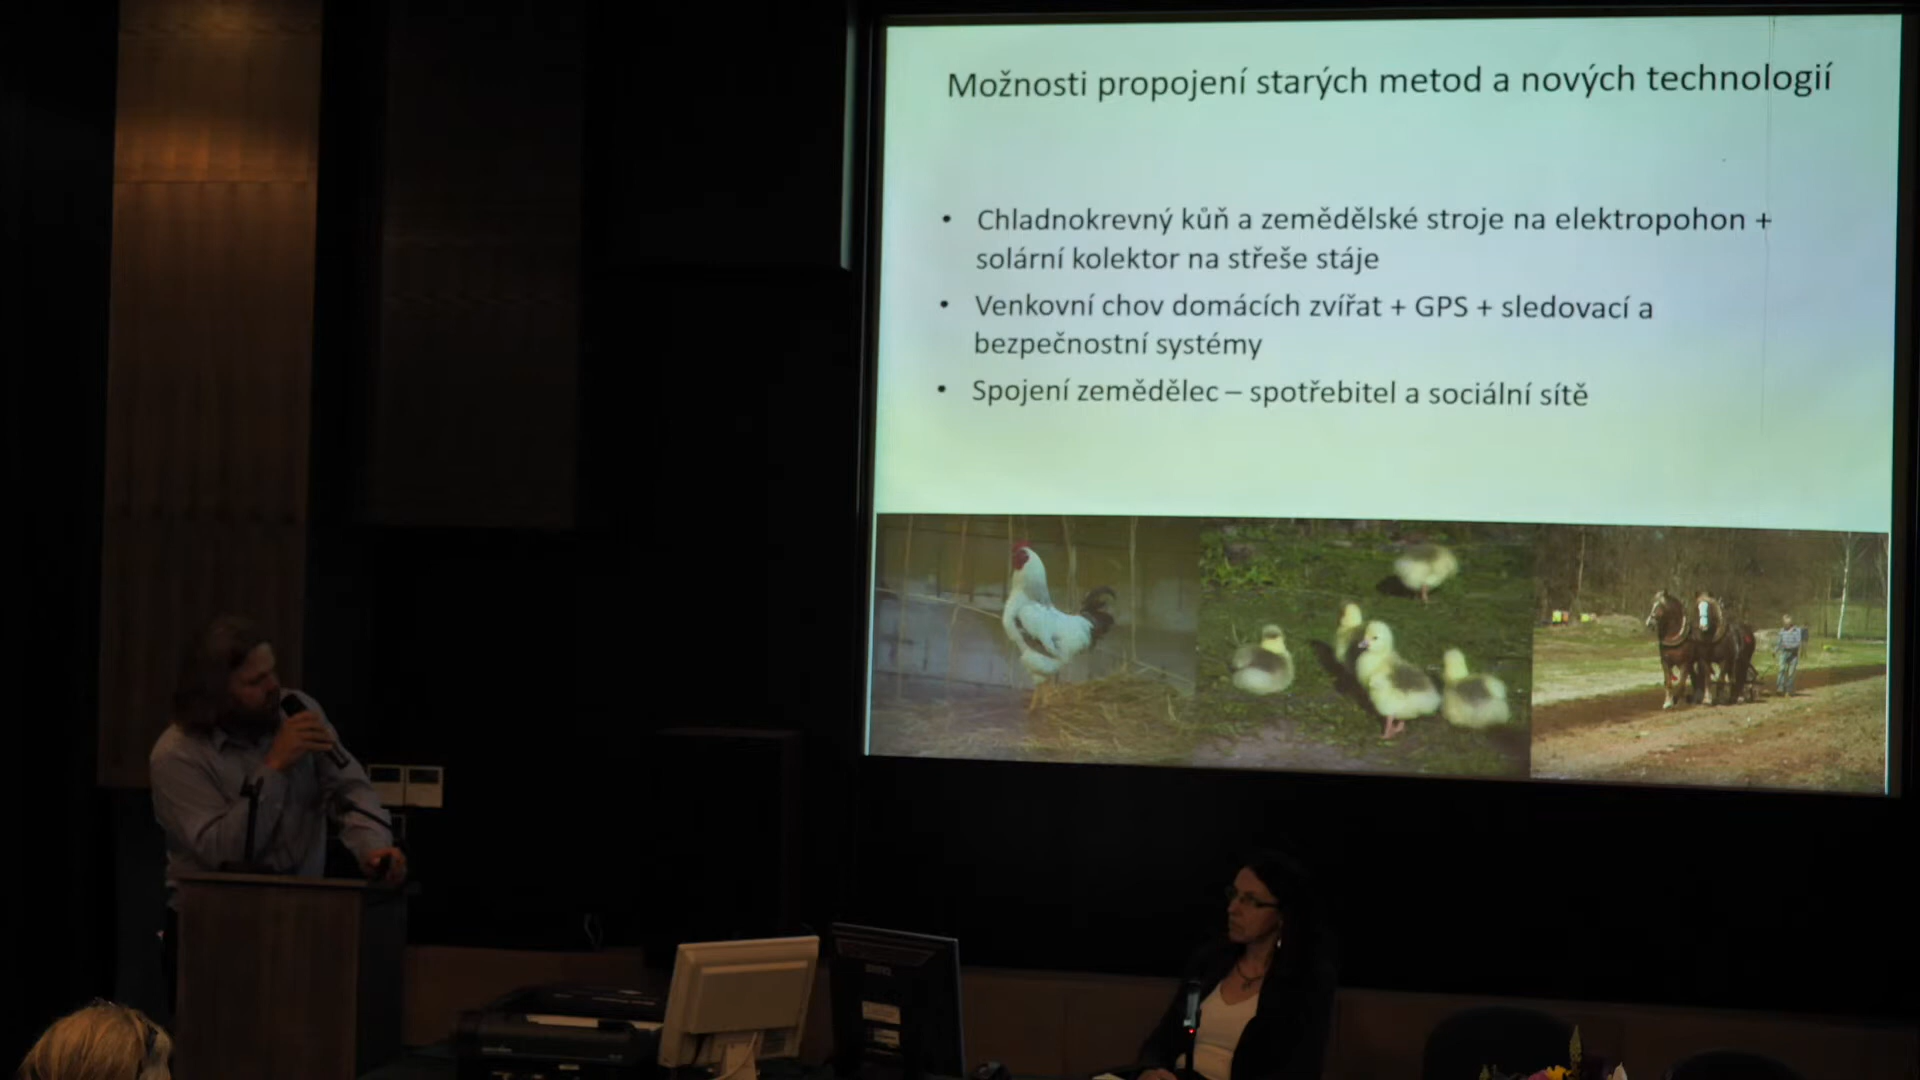 Možnosti propojení starých metod a nových technologií
• Chladnokrevný kůň a zemědělské stroje na elektropohon +
solární kolektor na střeše stáje
• Venkovní chov domácích zvířat + GPS + sledovací a
bezpečnostní systémy
• Spojení zemědělec – spotřebitel a sociální sítě